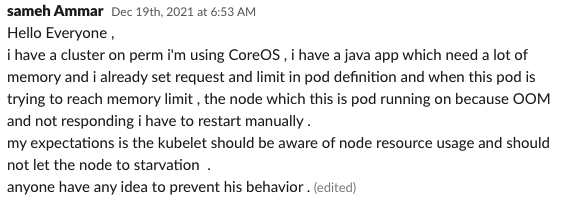 sameh Ammar Dec 19th, 2021 at 6:53 AM
Hello Everyone ,
i have a cluster on perm i'm using CoreOS , i have a java app which need a lot of
memory and i already set request and limit in pod definition and when this pod is
trying to reach memory limit , the node which this is pod running on because OOM
and not responding i have to restart manually .
my expectations is the kubelet should be aware of node resource usage and should
not let the node to starvation .
anyone have any idea to prevent his behavior . (edited)